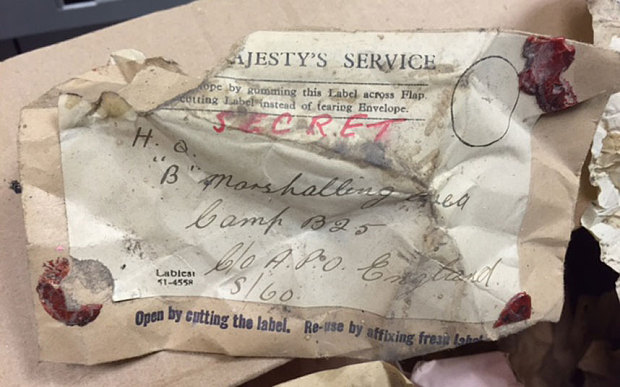 AJESTY'S SERVICE
lope by gumming this Label across Flap.
cutting Label instead of tearing Envelope.
SECRET
H. Q.
"B" Marshalling Area
Camp B25
C/o A.P.O. England.
S/60.
Labies:
51-4558
Open by cutting the label. Re-use by affixing fresh label